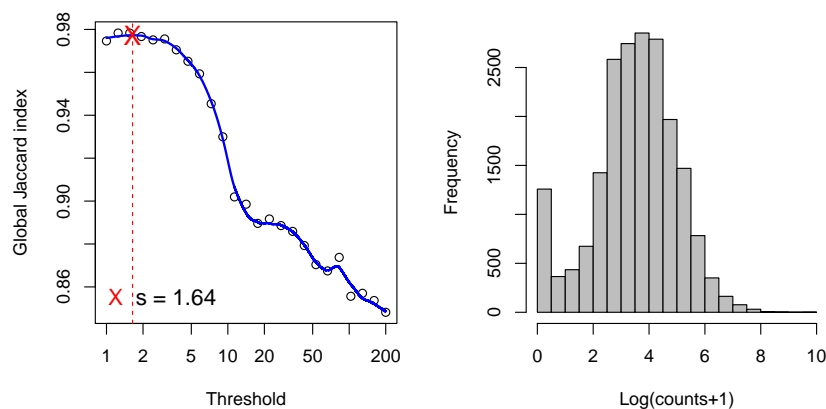 0.98
0.94
0.90
0.86
Global Jaccard index
X
X s = 1.64
1 2 5 10 20 50 200
Threshold
2500
1500
500
0
Frequency
0 2 4 6 8 10
Log(counts+1)